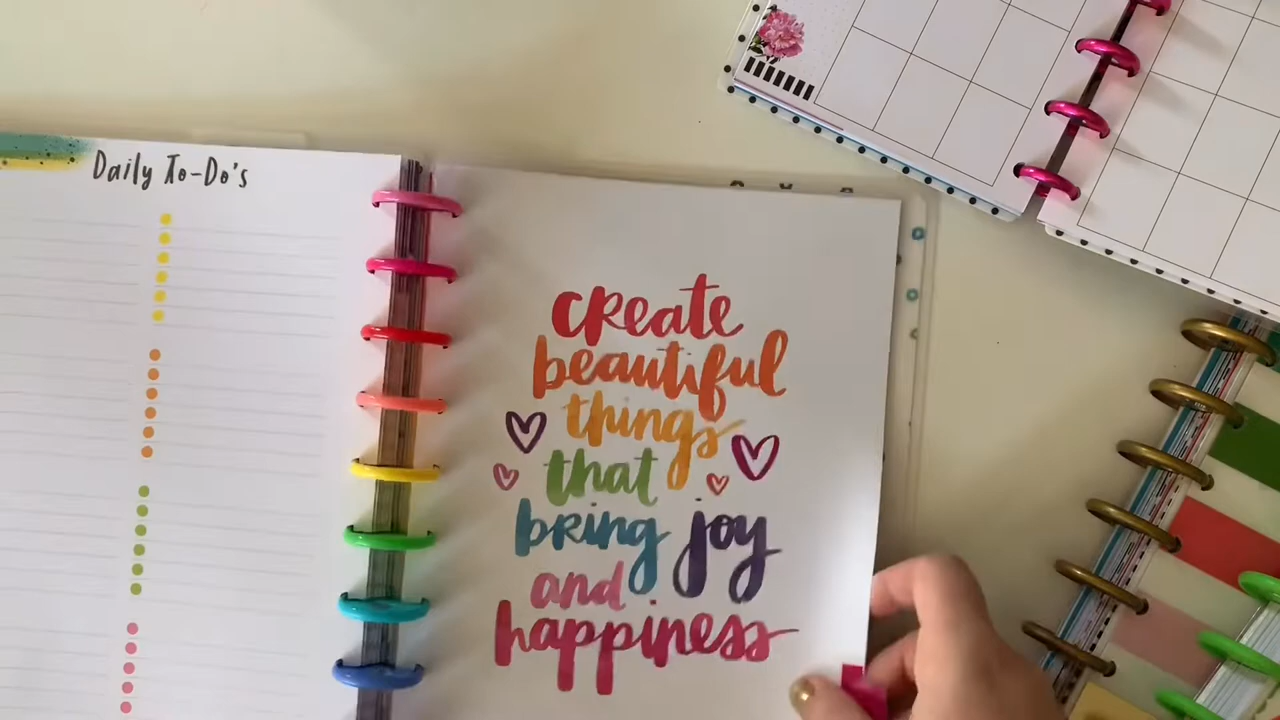 Daily To-Do's
create
beautiful
things
that
bring joy
and
happiness